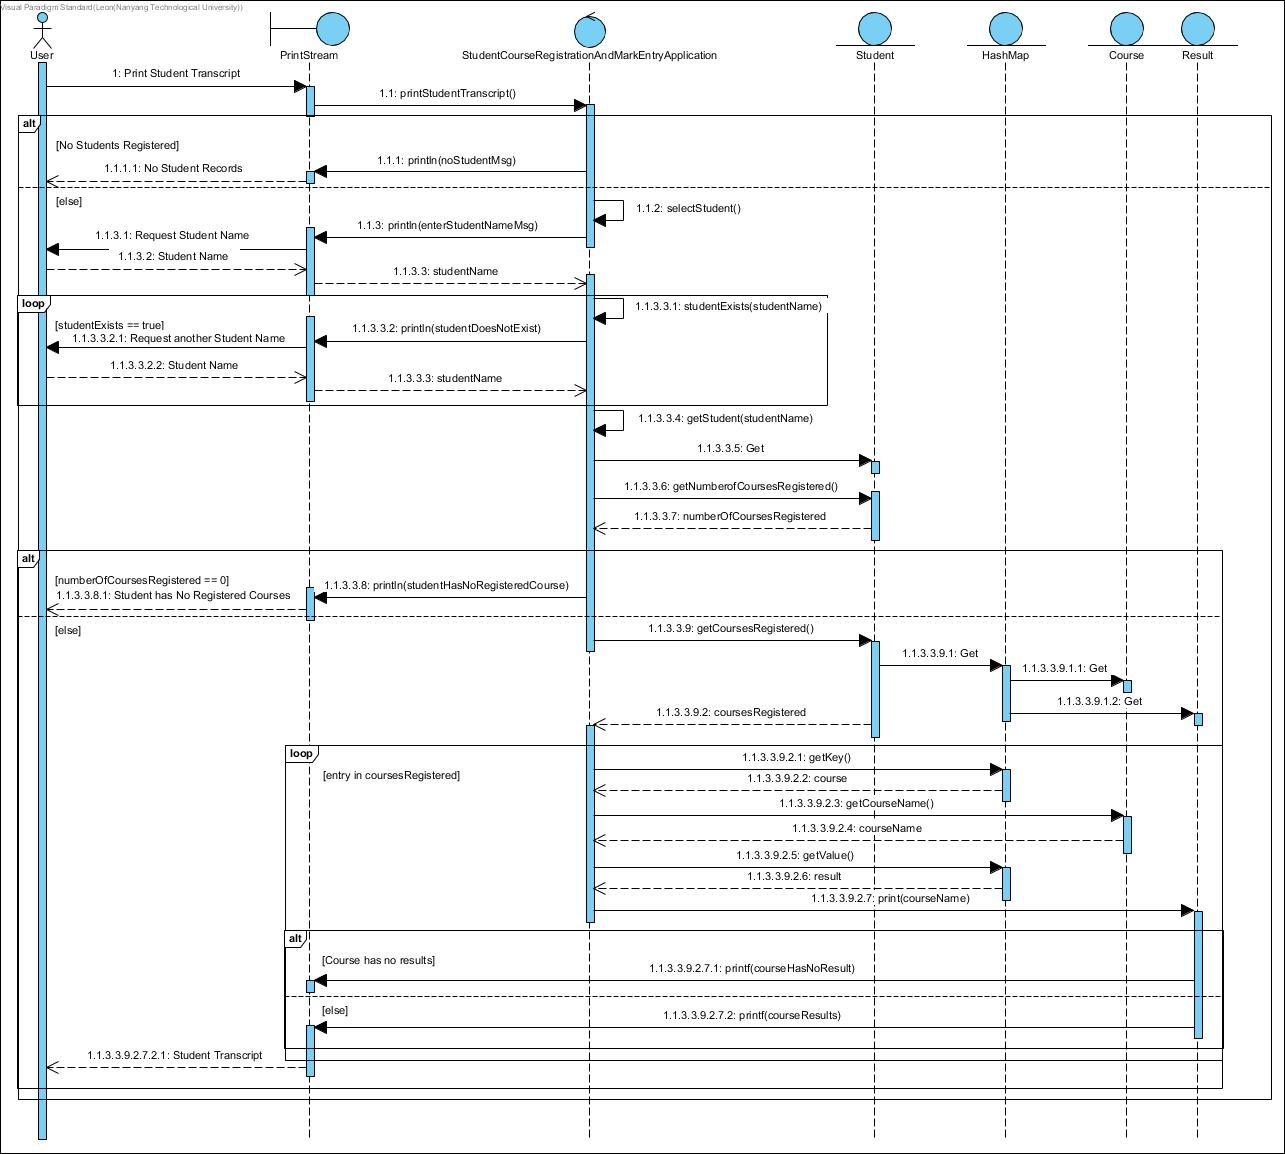 Visual Paradigm Standard(Leon(Nanyang Technological University))
User
PrintStream
StudentCourseRegistrationAndMarkEntryApplication
Student
HashMap
Course
Result
1: Print Student Transcript
1.1: printStudentTranscript()
alt
[No Students Registered]
1.1.1: println(noStudentMsg)
1.1.1.1: No Student Records
[else]
1.1.2: selectStudent()
1.1.3: println(enterStudentNameMsg)
1.1.3.1: Request Student Name
1.1.3.2: Student Name
1.1.3.3: studentName
loop
1.1.3.3.1: studentExists(studentName)
[studentExists == true]
1.1.3.3.2: println(studentDoesNotExist)
1.1.3.3.2.1: Request another Student Name
1.1.3.3.2.2: Student Name
1.1.3.3.3: studentName
1.1.3.3.4: getStudent(studentName)
1.1.3.3.5: Get
1.1.3.3.6: getNumberofCoursesRegistered()
1.1.3.3.7: numberOfCoursesRegistered
alt
[numberOfCoursesRegistered == 0]
1.1.3.3.8: println(studentHasNoRegisteredCourse)
1.1.3.3.8.1: Student has No Registered Courses
[else]
1.1.3.3.9: getCoursesRegistered()
1.1.3.3.9.1: Get
1.1.3.3.9.1.1: Get
1.1.3.3.9.1.2: Get
1.1.3.3.9.2: coursesRegistered
loop
[entry in coursesRegistered]
1.1.3.3.9.2.1: getKey()
1.1.3.3.9.2.2: course
1.1.3.3.9.2.3: getCourseName()
1.1.3.3.9.2.4: courseName
1.1.3.3.9.2.5: getValue()
1.1.3.3.9.2.6: result
1.1.3.3.9.2.7: print(courseName)
alt
[Course has no results]
1.1.3.3.9.2.7.1: printf(courseHasNoResult)
[else]
1.1.3.3.9.2.7.2: printf(courseResults)
1.1.3.3.9.2.7.2.1: Student Transcript